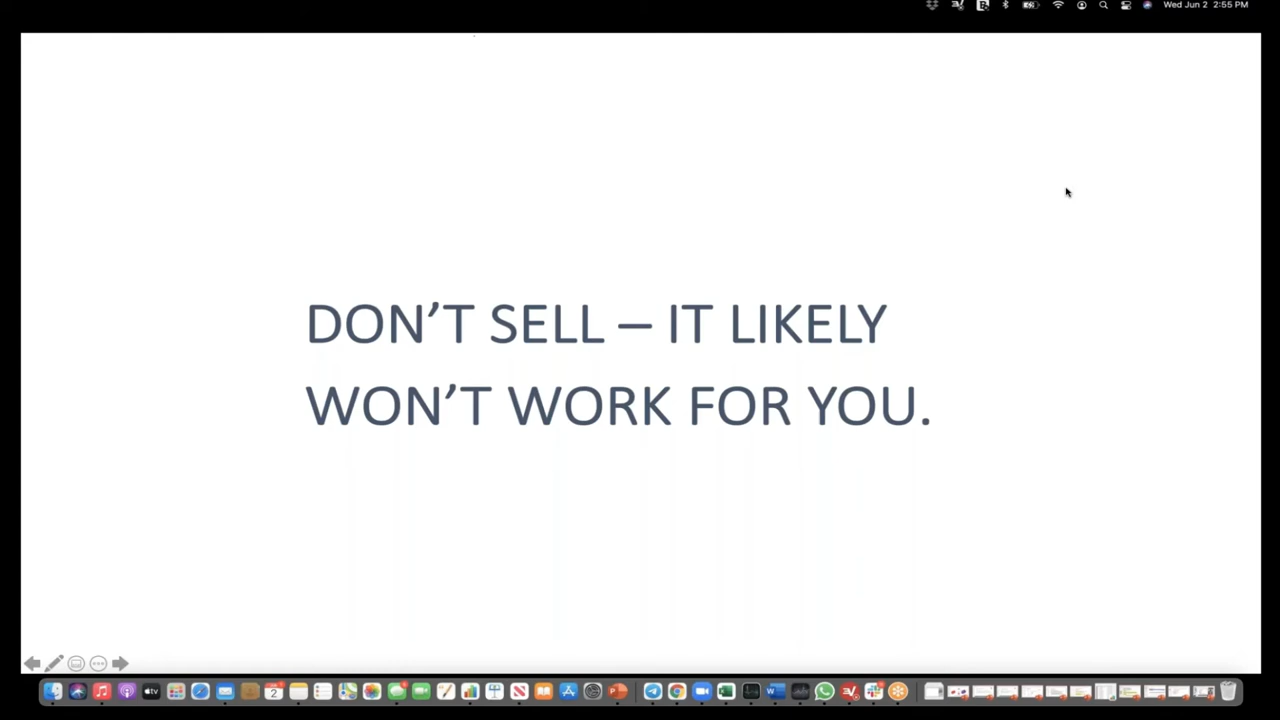 Wed Jun 2 2:55 PM
DON’T SELL – IT LIKELY
WON’T WORK FOR YOU.